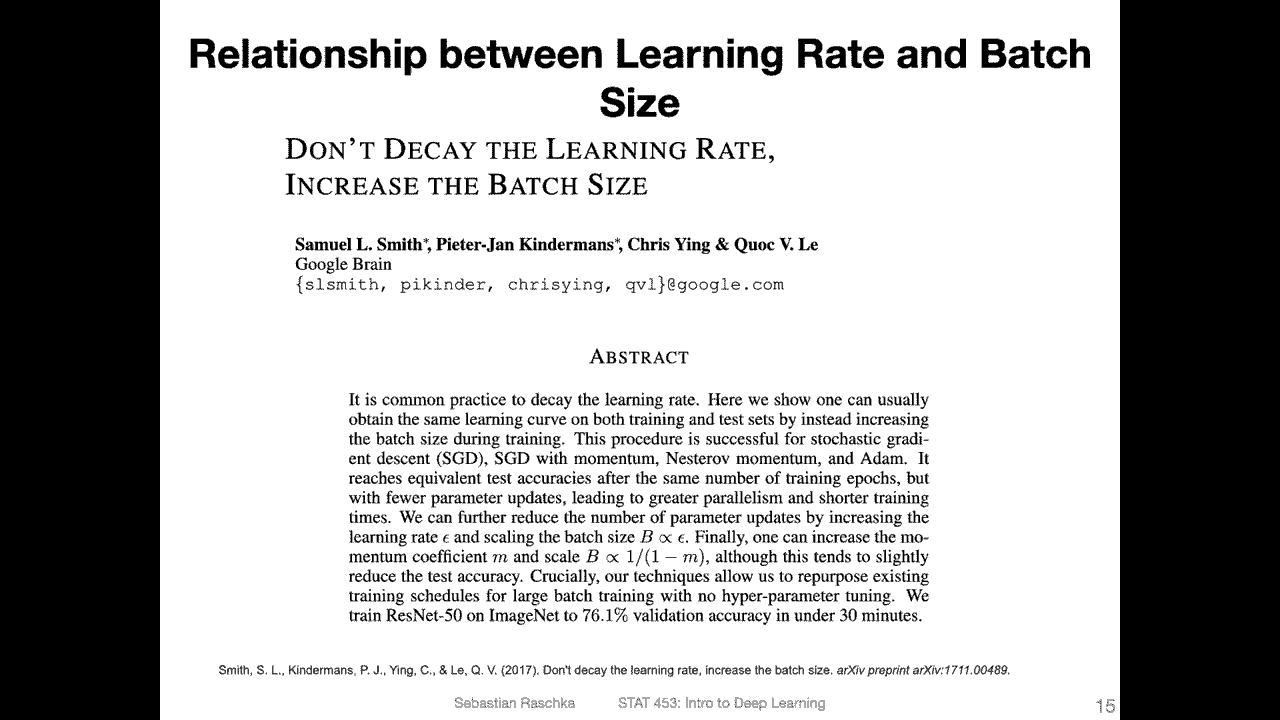 Relationship between Learning Rate and Batch
Size
DON'T DECAY THE LEARNING RATE,
INCREASE THE BATCH SIZE
Samuel L. Smith*, Pieter-Jan Kindermans*, Chris Ying & Quoc V. Le
Google Brain
{slsmith, pikinder, chrisying, qvl}@google.com
ABSTRACT
It is common practice to decay the learning rate. Here we show one can usually
obtain the same learning curve on both training and test sets by instead increasing
the batch size during training. This procedure is successful for stochastic gradi-
ent descent (SGD), SGD with momentum, Nesterov momentum, and Adam. It
reaches equivalent test accuracies after the same number of training epochs, but
with fewer parameter updates, leading to greater parallelism and shorter training
times. We can further reduce the number of parameter updates by increasing the
learning rate ϵ and scaling the batch size B ∝ ϵ. Finally, one can increase the mo-
mentum coefficient m and scale B ∝ 1/(1 − m), although this tends to slightly
reduce the test accuracy. Crucially, our techniques allow us to repurpose existing
training schedules for large batch training with no hyper-parameter tuning. We
train ResNet-50 on ImageNet to 76.1% validation accuracy in under 30 minutes.
Smith, S. L., Kindermans, P. J., Ying, C., & Le, Q. V. (2017). Don't decay the learning rate, increase the batch size. arXiv preprint arXiv:1711.00489.
Sebastian Raschka STAT 453: Intro to Deep Learning 15